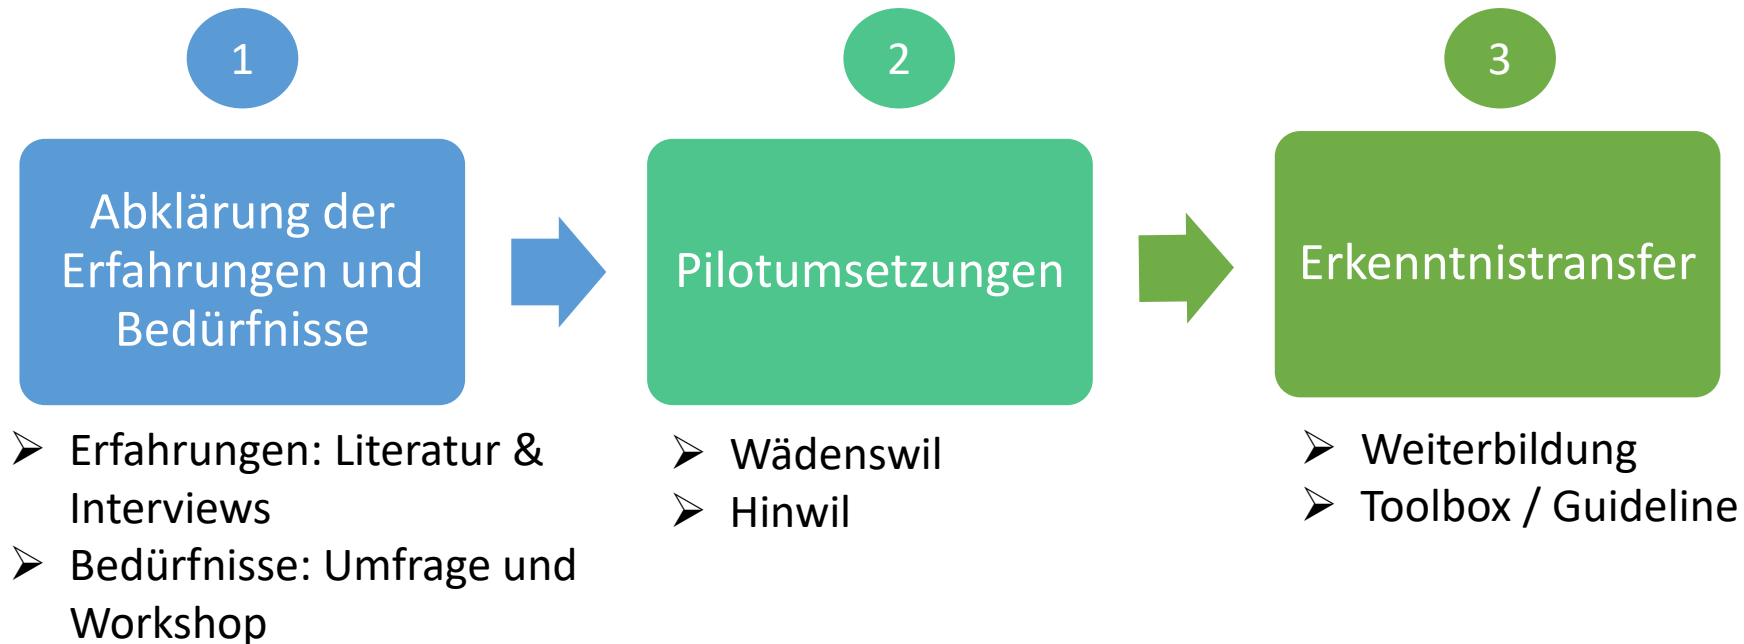 1
Abklärung der
Erfahrungen und
Bedürfnisse
➢ Erfahrungen: Literatur &
Interviews
➢ Bedürfnisse: Umfrage und
Workshop
2
Pilotumsetzungen
➢ Wädenswil
➢ Hinwil
3
Erkenntnistransfer
➢ Weiterbildung
➢ Toolbox / Guideline